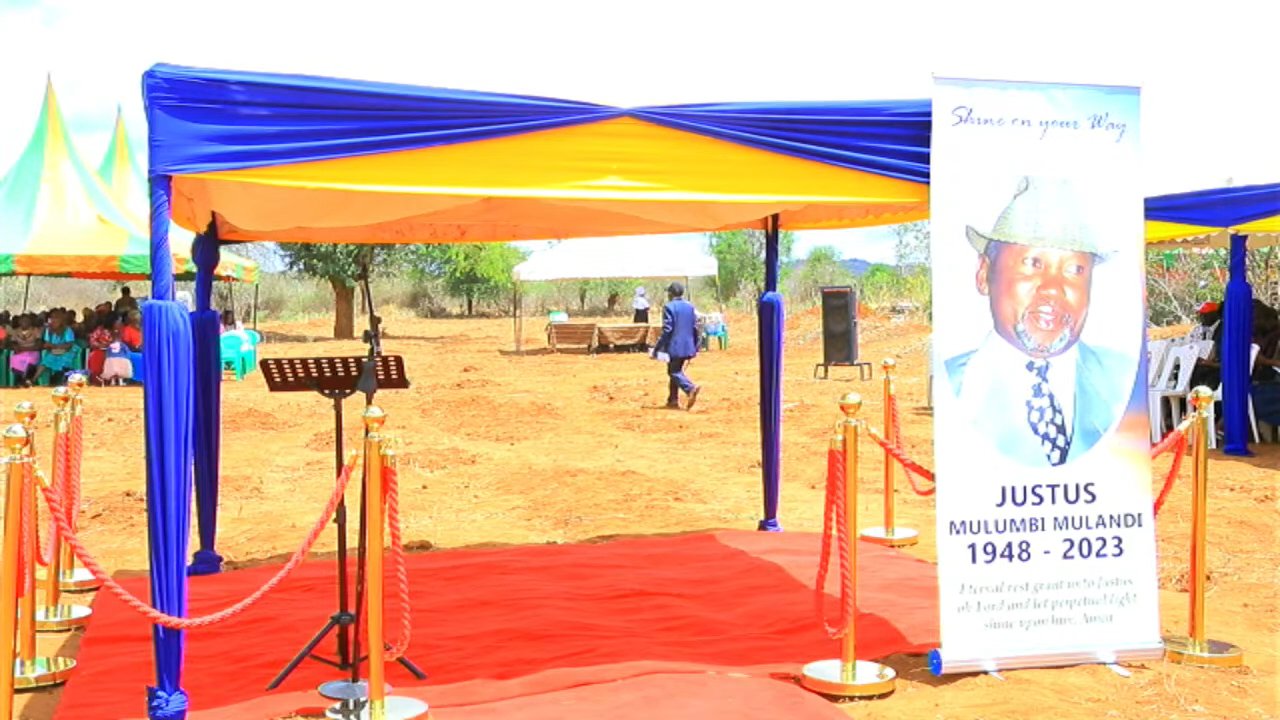 Shine on your Way
JUSTUS
MULUMBI MULANDI
1948 - 2023
Eternal rest grant unto Justus
oh Lord and let perpetual light
shine upon him. Amen